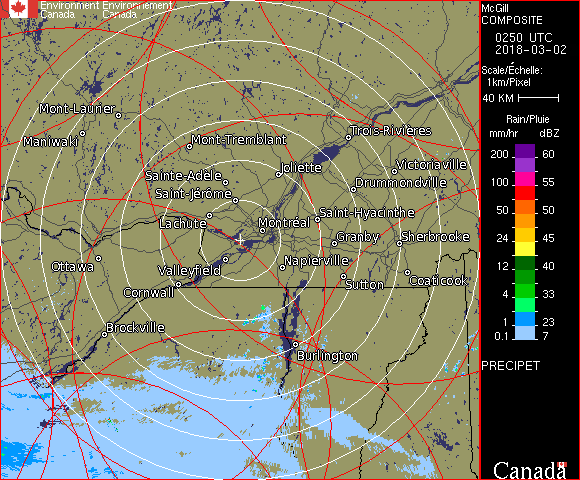 Environment Environnement
Canada Canada
McGill
COMPOSITE
0250 UTC
2018-03-02
Scale/Échelle:
1km/Pixel
40 KM
Rain/Pluie
mm/hr dBZ
200 60
100 55
50 50
24 45
12 40
8 35
4 33
1 23
0.1 7
PRECIPET
Canada
Mont-Laurier
Maniwaki
Mont-Tremblant
Trois-Rivières
Joliette
Victoriaville
Sainte-Adèle
Drummondville
Saint-Jérôme
Lachute
Montréal
Saint-Hyacinthe
Granby
Sherbrooke
Ottawa
Valleyfield
Napierville
Cornwall
Sutton
Coaticook
Brockville
Burlington